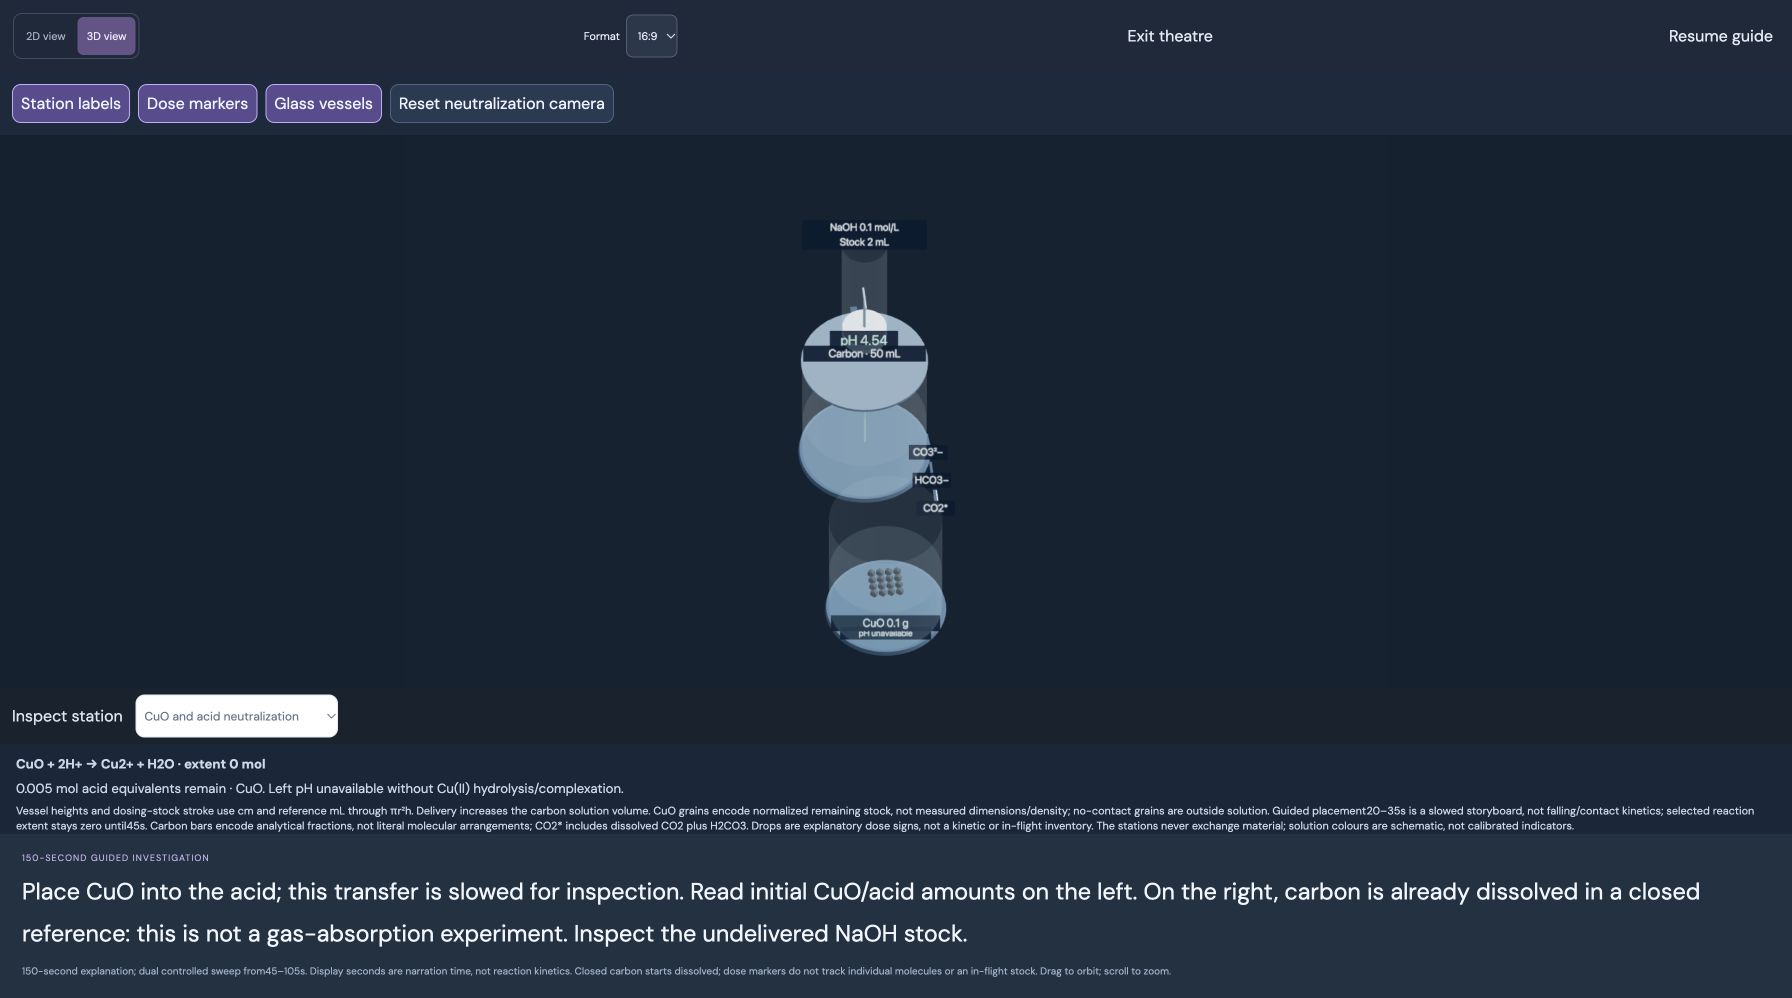 2D view
3D view
Format
16:9
Exit theatre
Resume guide
Station labels
Dose markers
Glass vessels
Reset neutralization camera
NaOH 0.1 mol/L
Stock 2 mL
pH 4.54
Carbon · 50 mL
CO3²−
HCO3−
CO2*
CuO 0.1 g
pH unavailable
Inspect station
CuO and acid neutralization
CuO + 2H+ → Cu2+ + H2O · extent 0 mol
0.005 mol acid equivalents remain · CuO. Left pH unavailable without Cu(II) hydrolysis/complexation.
Vessel heights and dosing-stock stroke use cm and reference mL through πr²h. Delivery increases the carbon solution volume. CuO grains encode normalized remaining stock, not measured dimensions/density; no-contact grains are outside solution. Guided placement20–35s is a slowed storyboard, not falling/contact kinetics; selected reaction
extent stays zero until45s. Carbon bars encode analytical fractions, not literal molecular arrangements; CO2* includes dissolved CO2 plus H2CO3. Drops are explanatory dose signs, not a kinetic or in-flight inventory. The stations never exchange material; solution colours are schematic, not calibrated indicators.
150-SECOND GUIDED INVESTIGATION
Place CuO into the acid; this transfer is slowed for inspection. Read initial CuO/acid amounts on the left. On the right, carbon is already dissolved in a closed
reference: this is not a gas-absorption experiment. Inspect the undelivered NaOH stock.
150-second explanation; dual controlled sweep from45–105s. Display seconds are narration time, not reaction kinetics. Closed carbon starts dissolved; dose markers do not track individual molecules or an in-flight stock. Drag to orbit; scroll to zoom.